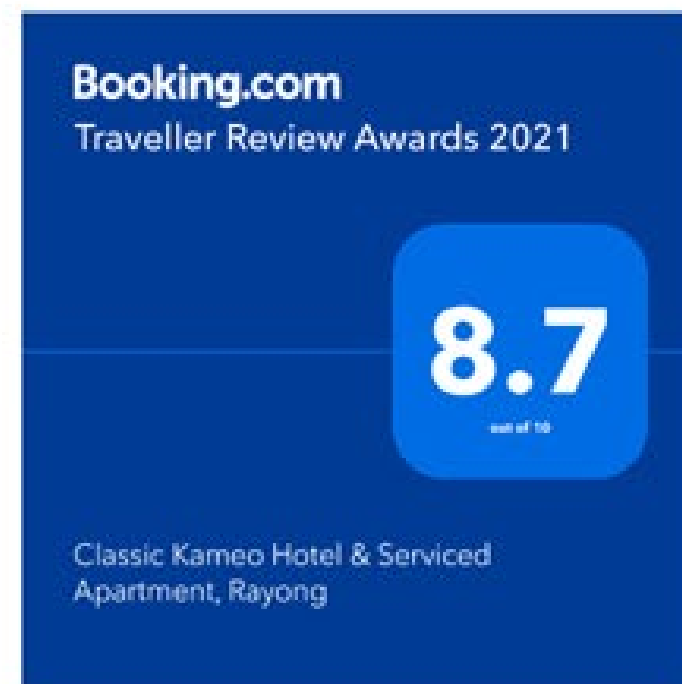 Booking.com
Traveller Review Awards 2021
8.7
out of 10
Classic Kameo Hotel & Serviced
Apartment, Rayong